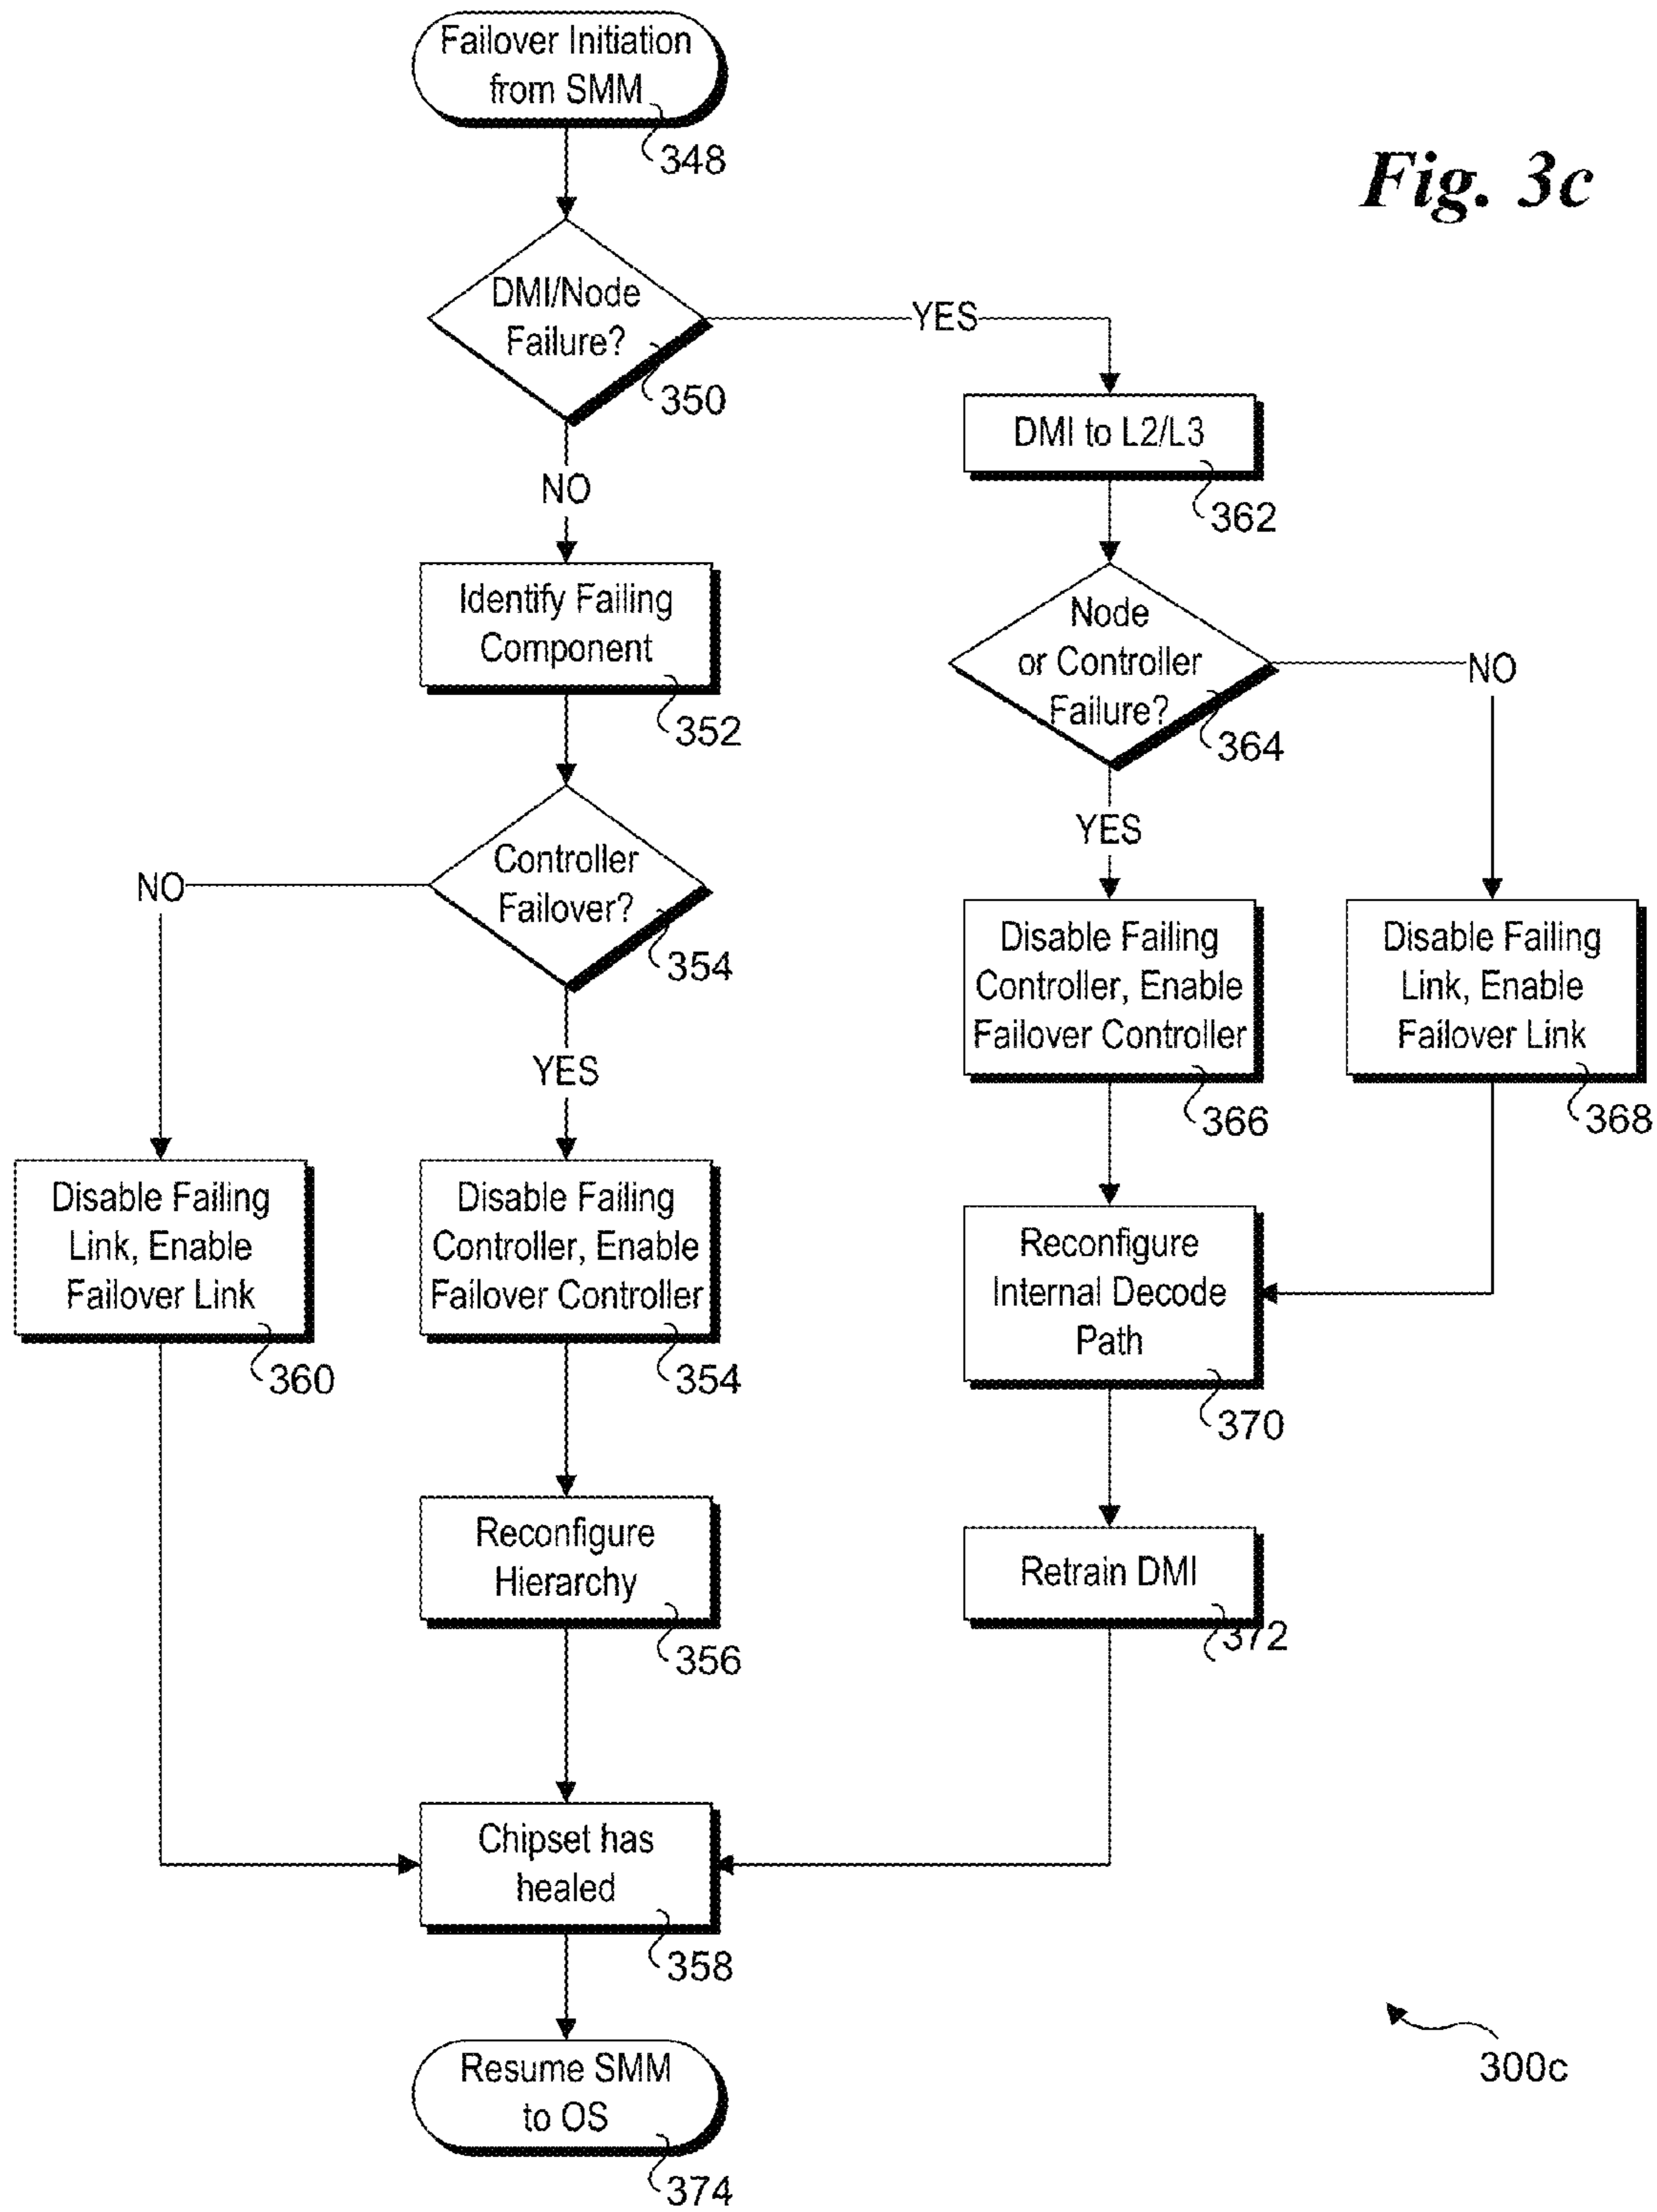 Failover Initiation
from SMM
348
Fig. 3c
DMI/Node
Failure?
350
YES
NO
DMI to L2/L3
362
Identify Failing
Component
352
Node
or Controller
Failure?
364
NO
YES
Controller
Failover?
354
NO
YES
Disable Failing
Controller, Enable
Failover Controller
366
Disable Failing
Link, Enable
Failover Link
368
Disable Failing
Link, Enable
Failover Link
360
Disable Failing
Controller, Enable
Failover Controller
354
Reconfigure
Internal Decode
Path
370
Reconfigure
Hierarchy
356
Retrain DMI
372
Chipset has
healed
358
Resume SMM
to OS
374
300c